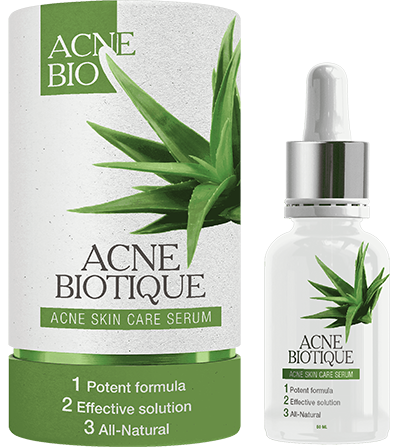 ACNE
BIO
ACNE
BIOTIQUE
ACNE SKIN CARE SERUM
1 Potent formula
2 Effective solution
3 All-Natural
ACNE
BIOTIQUE
ACNE SKIN CARE SERUM
1 Potent formula
2 Effective solution
3 All-Natural